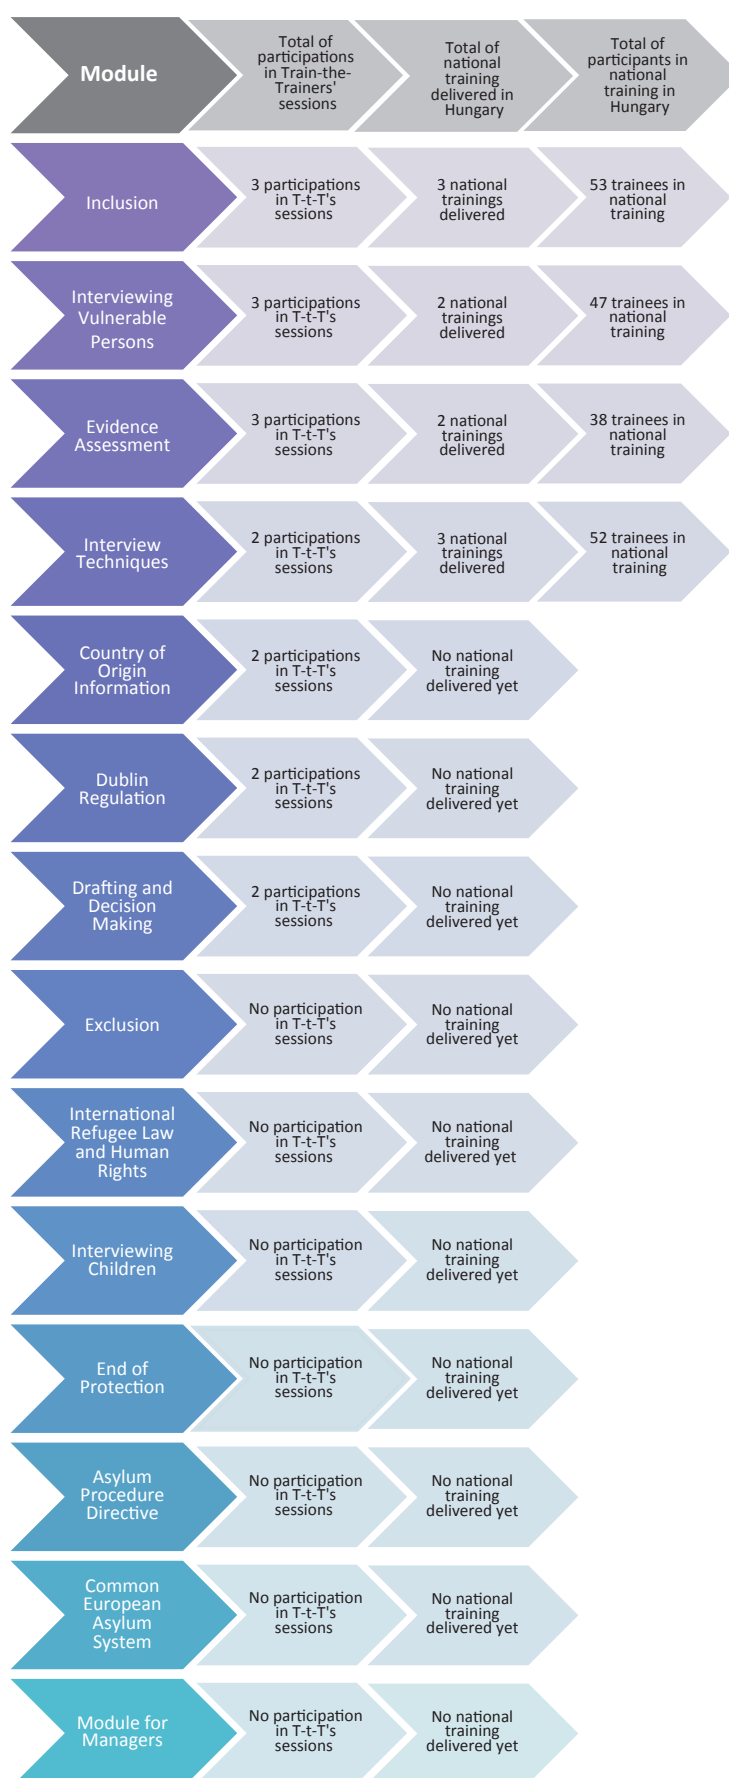 Module
Total of
participations
in Train-the-
Trainers'
sessions
Total of
national
training
delivered in
Hungary
Total of
participants in
national
training in
Hungary
Inclusion
3 participations
in T-t-T's
sessions
3 national
trainings
delivered
53 trainees in
national
training
Interviewing
Vulnerable
Persons
3 participations
in T-t-T's
sessions
2 national
trainings
delivered
47 trainees in
national
training
Evidence
Assessment
3 participations
in T-t-T's
sessions
2 national
trainings
delivered
38 trainees in
national
training
Interview
Techniques
2 participations
in T-t-T's
sessions
3 national
trainings
delivered
52 trainees in
national
training
Country of
Origin
Information
2 participations
in T-t-T's
sessions
No national
training
delivered yet
Dublin
Regulation
2 participations
in T-t-T's
sessions
No national
training
delivered yet
Drafting and
Decision
Making
2 participations
in T-t-T's
sessions
No national
training
delivered yet
Exclusion
No participation
in T-t-T's
sessions
No national
training
delivered yet
International
Refugee Law
and Human
Rights
No participation
in T-t-T's
sessions
No national
training
delivered yet
Interviewing
Children
No participation
in T-t-T's
sessions
No national
training
delivered yet
End of
Protection
No participation
in T-t-T's
sessions
No national
training
delivered yet
Asylum
Procedure
Directive
No participation
in T-t-T's
sessions
No national
training
delivered yet
Common
European
Asylum
System
No participation
in T-t-T's
sessions
No national
training
delivered yet
Module for
Managers
No participation
in T-t-T's
sessions
No national
training
delivered yet